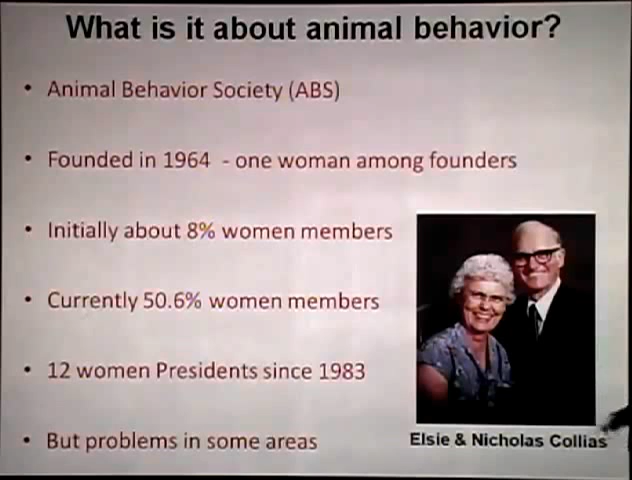 What is it about animal behavior?
• Animal Behavior Society (ABS)
• Founded in 1964 - one woman among founders
• Initially about 8% women members
• Currently 50.6% women members
• 12 women Presidents since 1983
• But problems in some areas
Elsie & Nicholas Collias